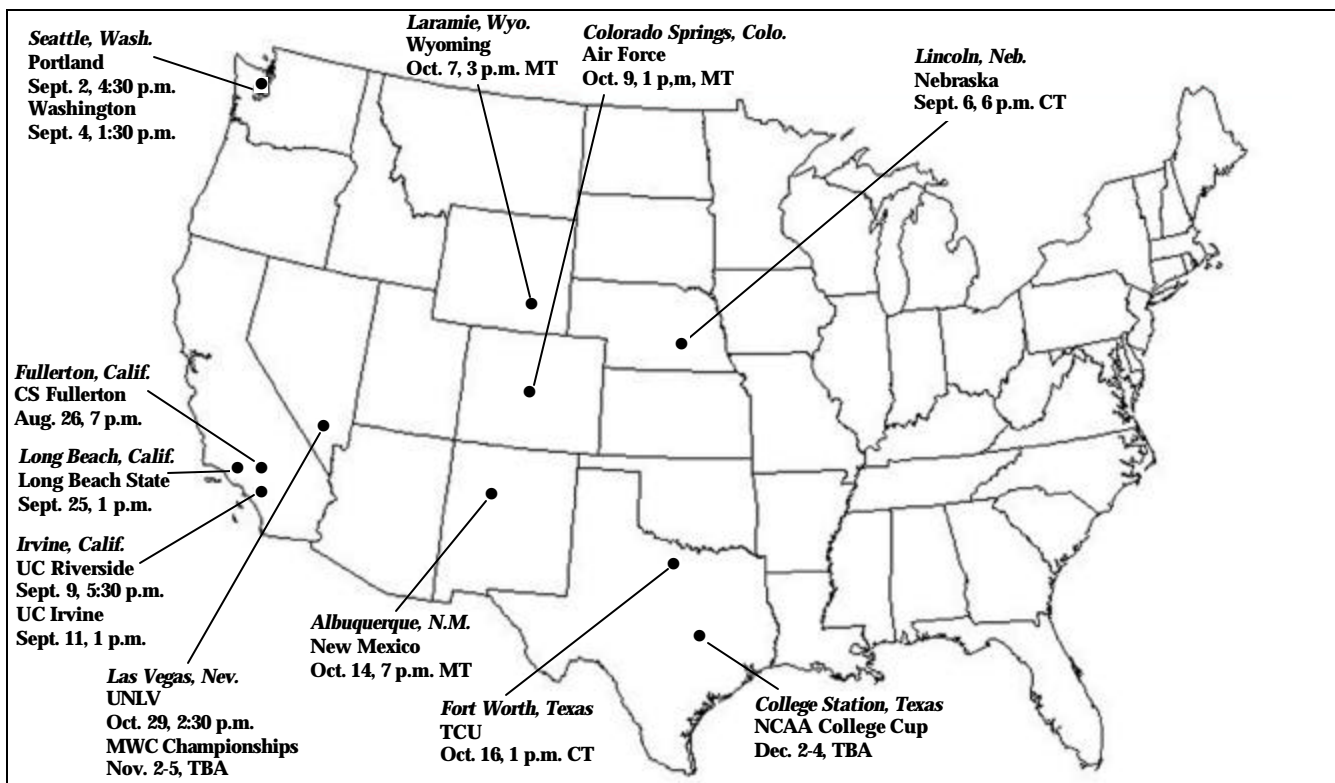 Seattle, Wash.
Portland
Sept. 2, 4:30 p.m.
Washington
Sept. 4, 1:30 p.m.
Laramie, Wyo.
Wyoming
Oct. 7, 3 p.m. MT
Colorado Springs, Colo.
Air Force
Oct. 9, 1 p,m, MT
Lincoln, Neb.
Nebraska
Sept. 6, 6 p.m. CT
Fullerton, Calif.
CS Fullerton
Aug. 26, 7 p.m.
Long Beach, Calif.
Long Beach State
Sept. 25, 1 p.m.
Irvine, Calif.
UC Riverside
Sept. 9, 5:30 p.m.
UC Irvine
Sept. 11, 1 p.m.
Las Vegas, Nev.
UNLV
Oct. 29, 2:30 p.m.
MWC Championships
Nov. 2-5, TBA
Albuquerque, N.M.
New Mexico
Oct. 14, 7 p.m. MT
Fort Worth, Texas
TCU
Oct. 16, 1 p.m. CT
College Station, Texas
NCAA College Cup
Dec. 2-4, TBA